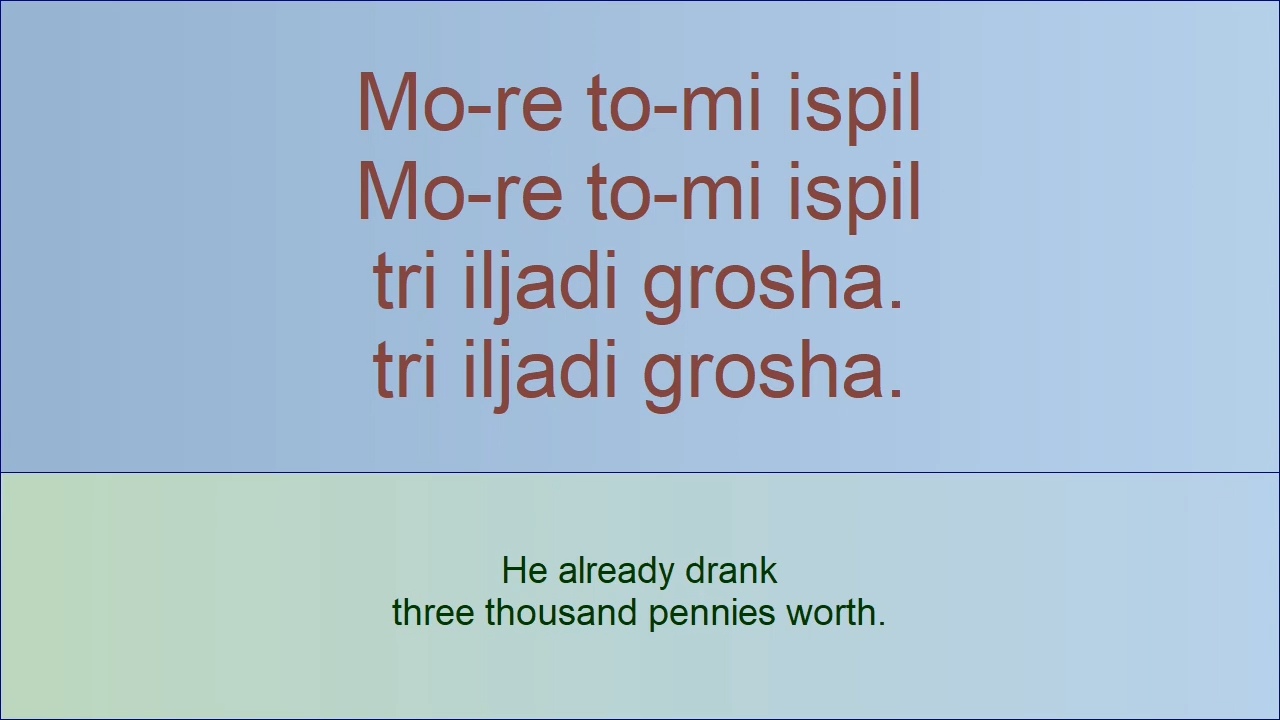 Mo-re to-mi ispil
Mo-re to-mi ispil
tri iljadi grosha.
tri iljadi grosha.
He already drank
three thousand pennies worth.